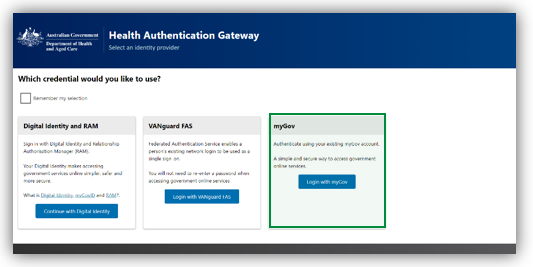 Australian Government
Department of Health
and Aged Care
Health Authentication Gateway
Select an identity provider
Which credential would you like to use?
Remember my selection
Digital Identity and RAM
Sign in with Digital Identity and Relationship
Authorisation Manager (RAM).
Your Digital Identity makes accessing
government services online simple, safer and
more secure.
What is Digital Identity, myGovID and RAM?
Continue with Digital Identity
VANguard FAS
Federated Authentication Service enables a
person's existing network login to be used as a
single sign on.
You will not need to re-enter a password when
accessing government online services
Login with VANguard FAS
myGov
Authenticate using your existing myGov account.
A simple and secure way to access government
online services.
Login with myGov